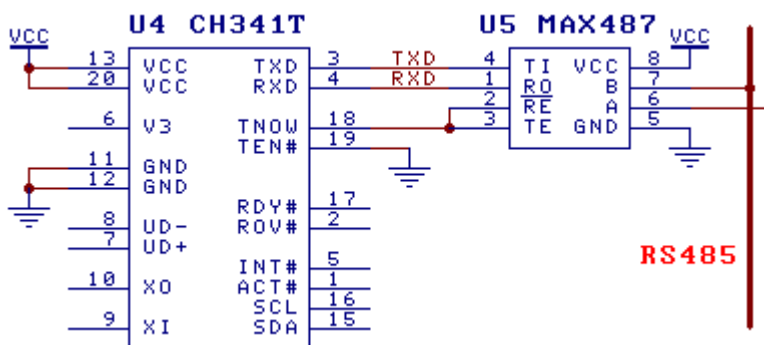 U4 CH341T U5 MAX487
VCC VCC
13 VCC TXD 3 TXD 4 TI VCC 8
20 VCC RXD 4 RXD 1 RO B 7
2 RE A 6
6 V3 TNOW 18 3 TE GND 5
TEN# 19
11 GND
12 GND
RDY# 17
8 UD- ROV# 2
7 UD+
RS485
INT# 5
10 XO ACT# 1
SCL 16
9 XI SDA 15